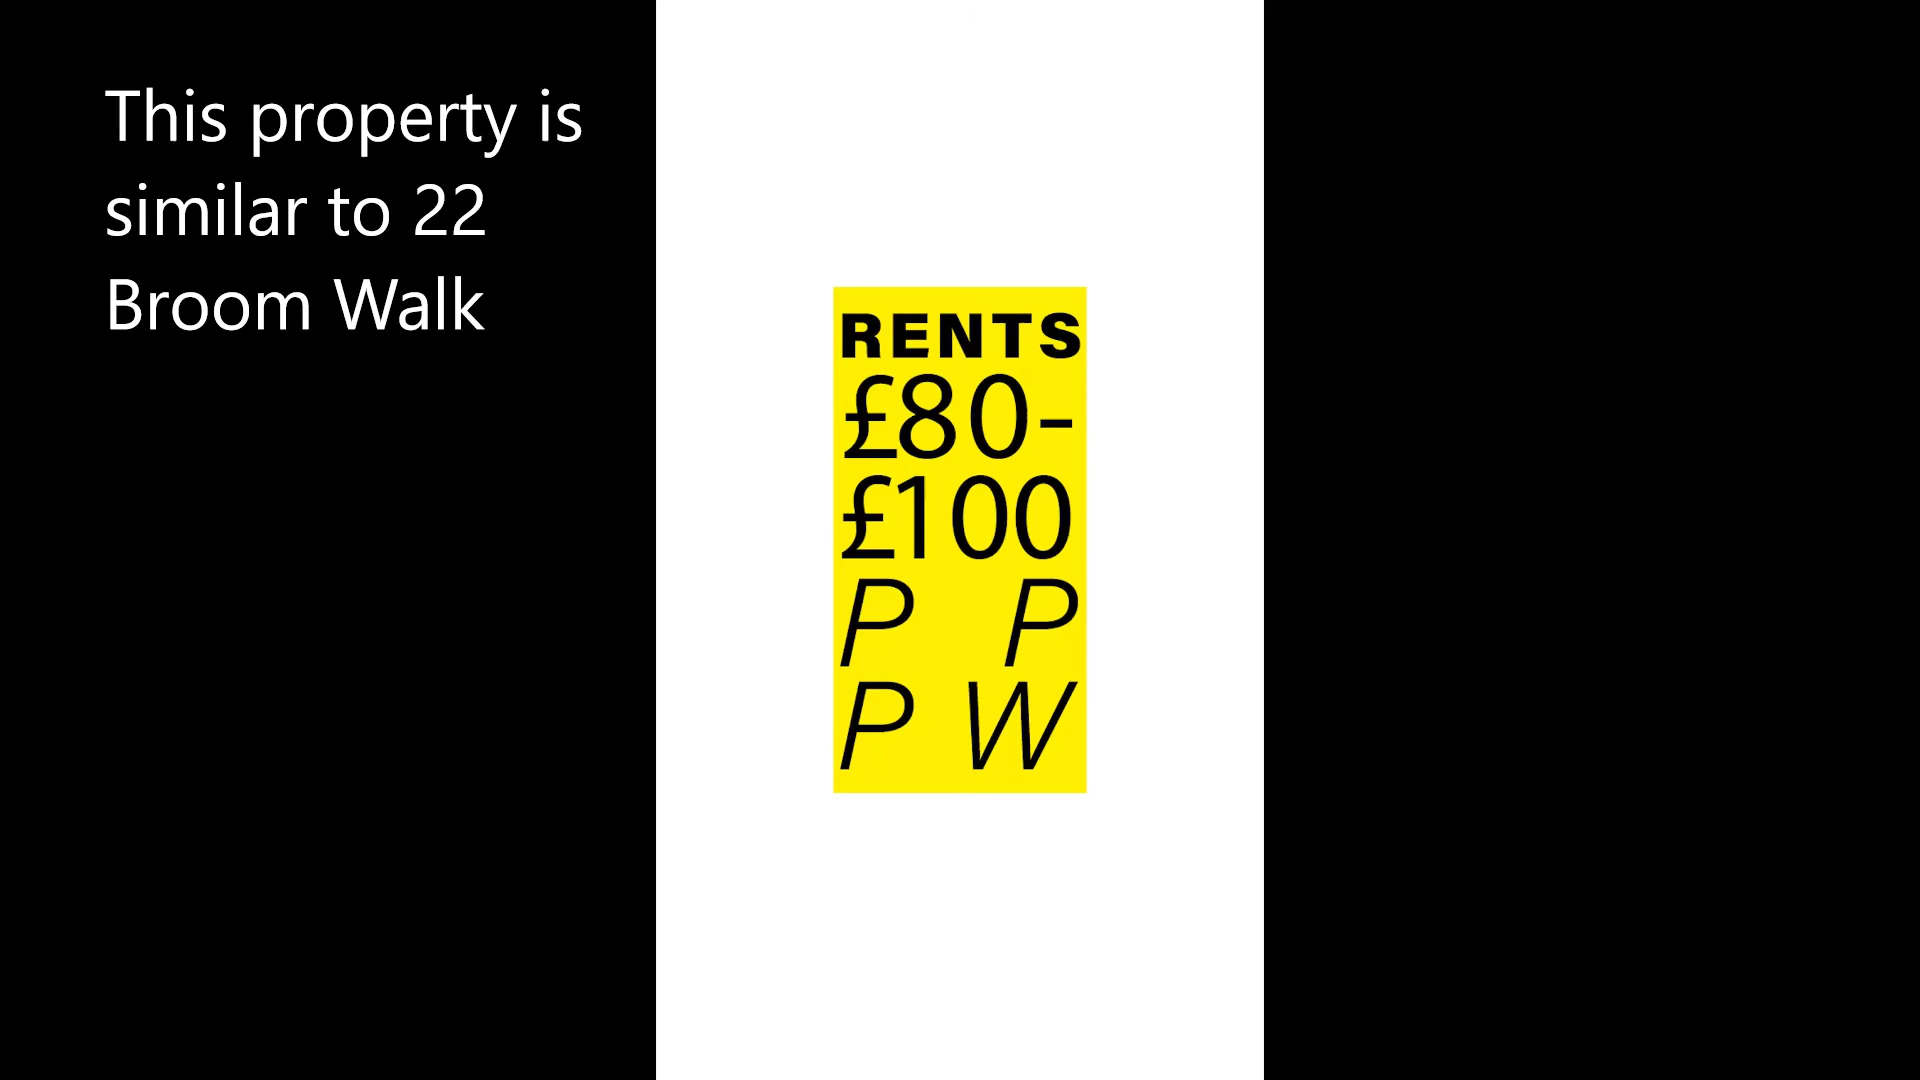 This property is
similar to 22
Broom Walk
RENTS
£80-
£100
P P
P W